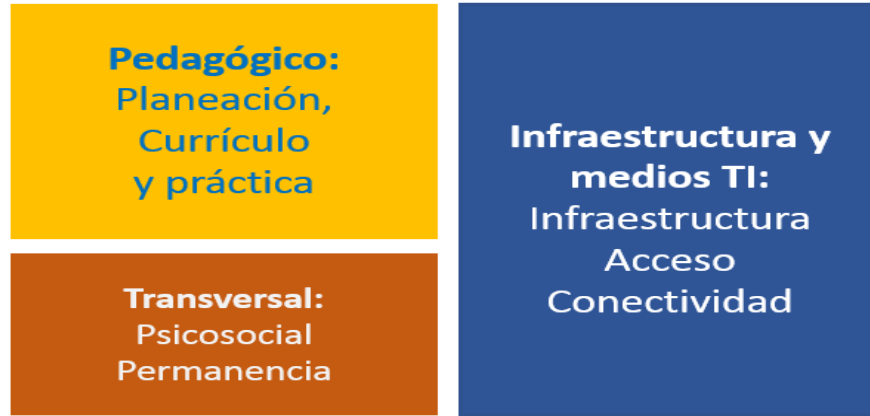 Pedagógico:
Planeación,
Currículo
y práctica
Transversal:
Psicosocial
Permanencia
Infraestructura y
medios TI:
Infraestructura
Acceso
Conectividad